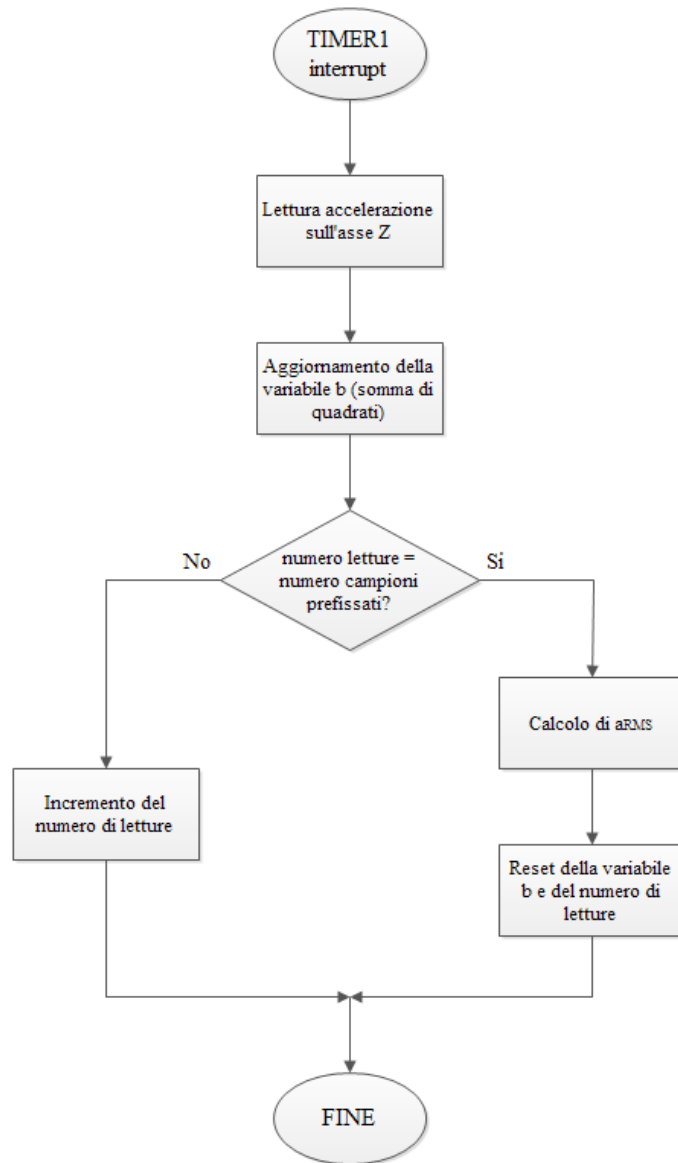 TIMER1
interrupt
Lettura accelerazione
sull'asse Z
Aggiornamento della
variabile b (somma di
quadrati)
numero letture =
numero campioni
prefissati?
No
Si
Calcolo di aRMS
Incremento del
numero di letture
Reset della variabile
b e del numero di
letture
FINE